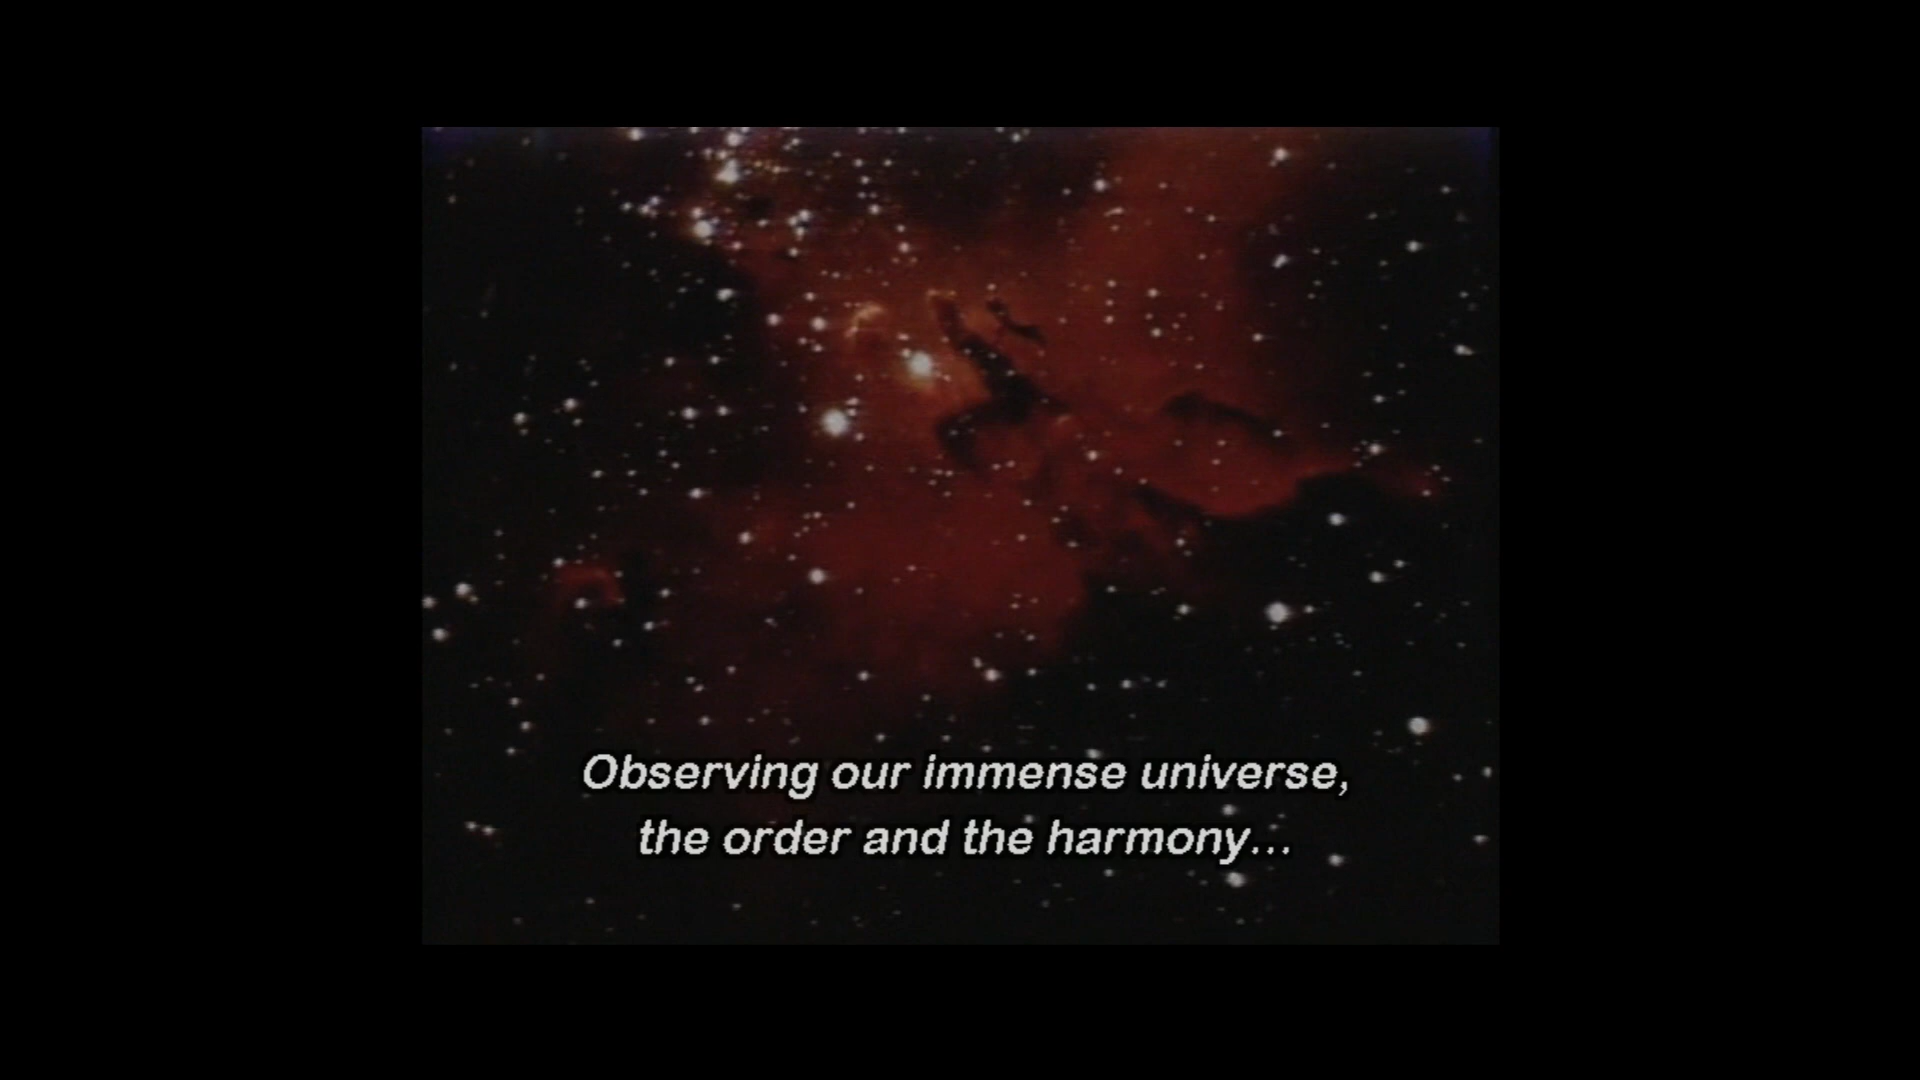 Observing our immense universe,
the order and the harmony...